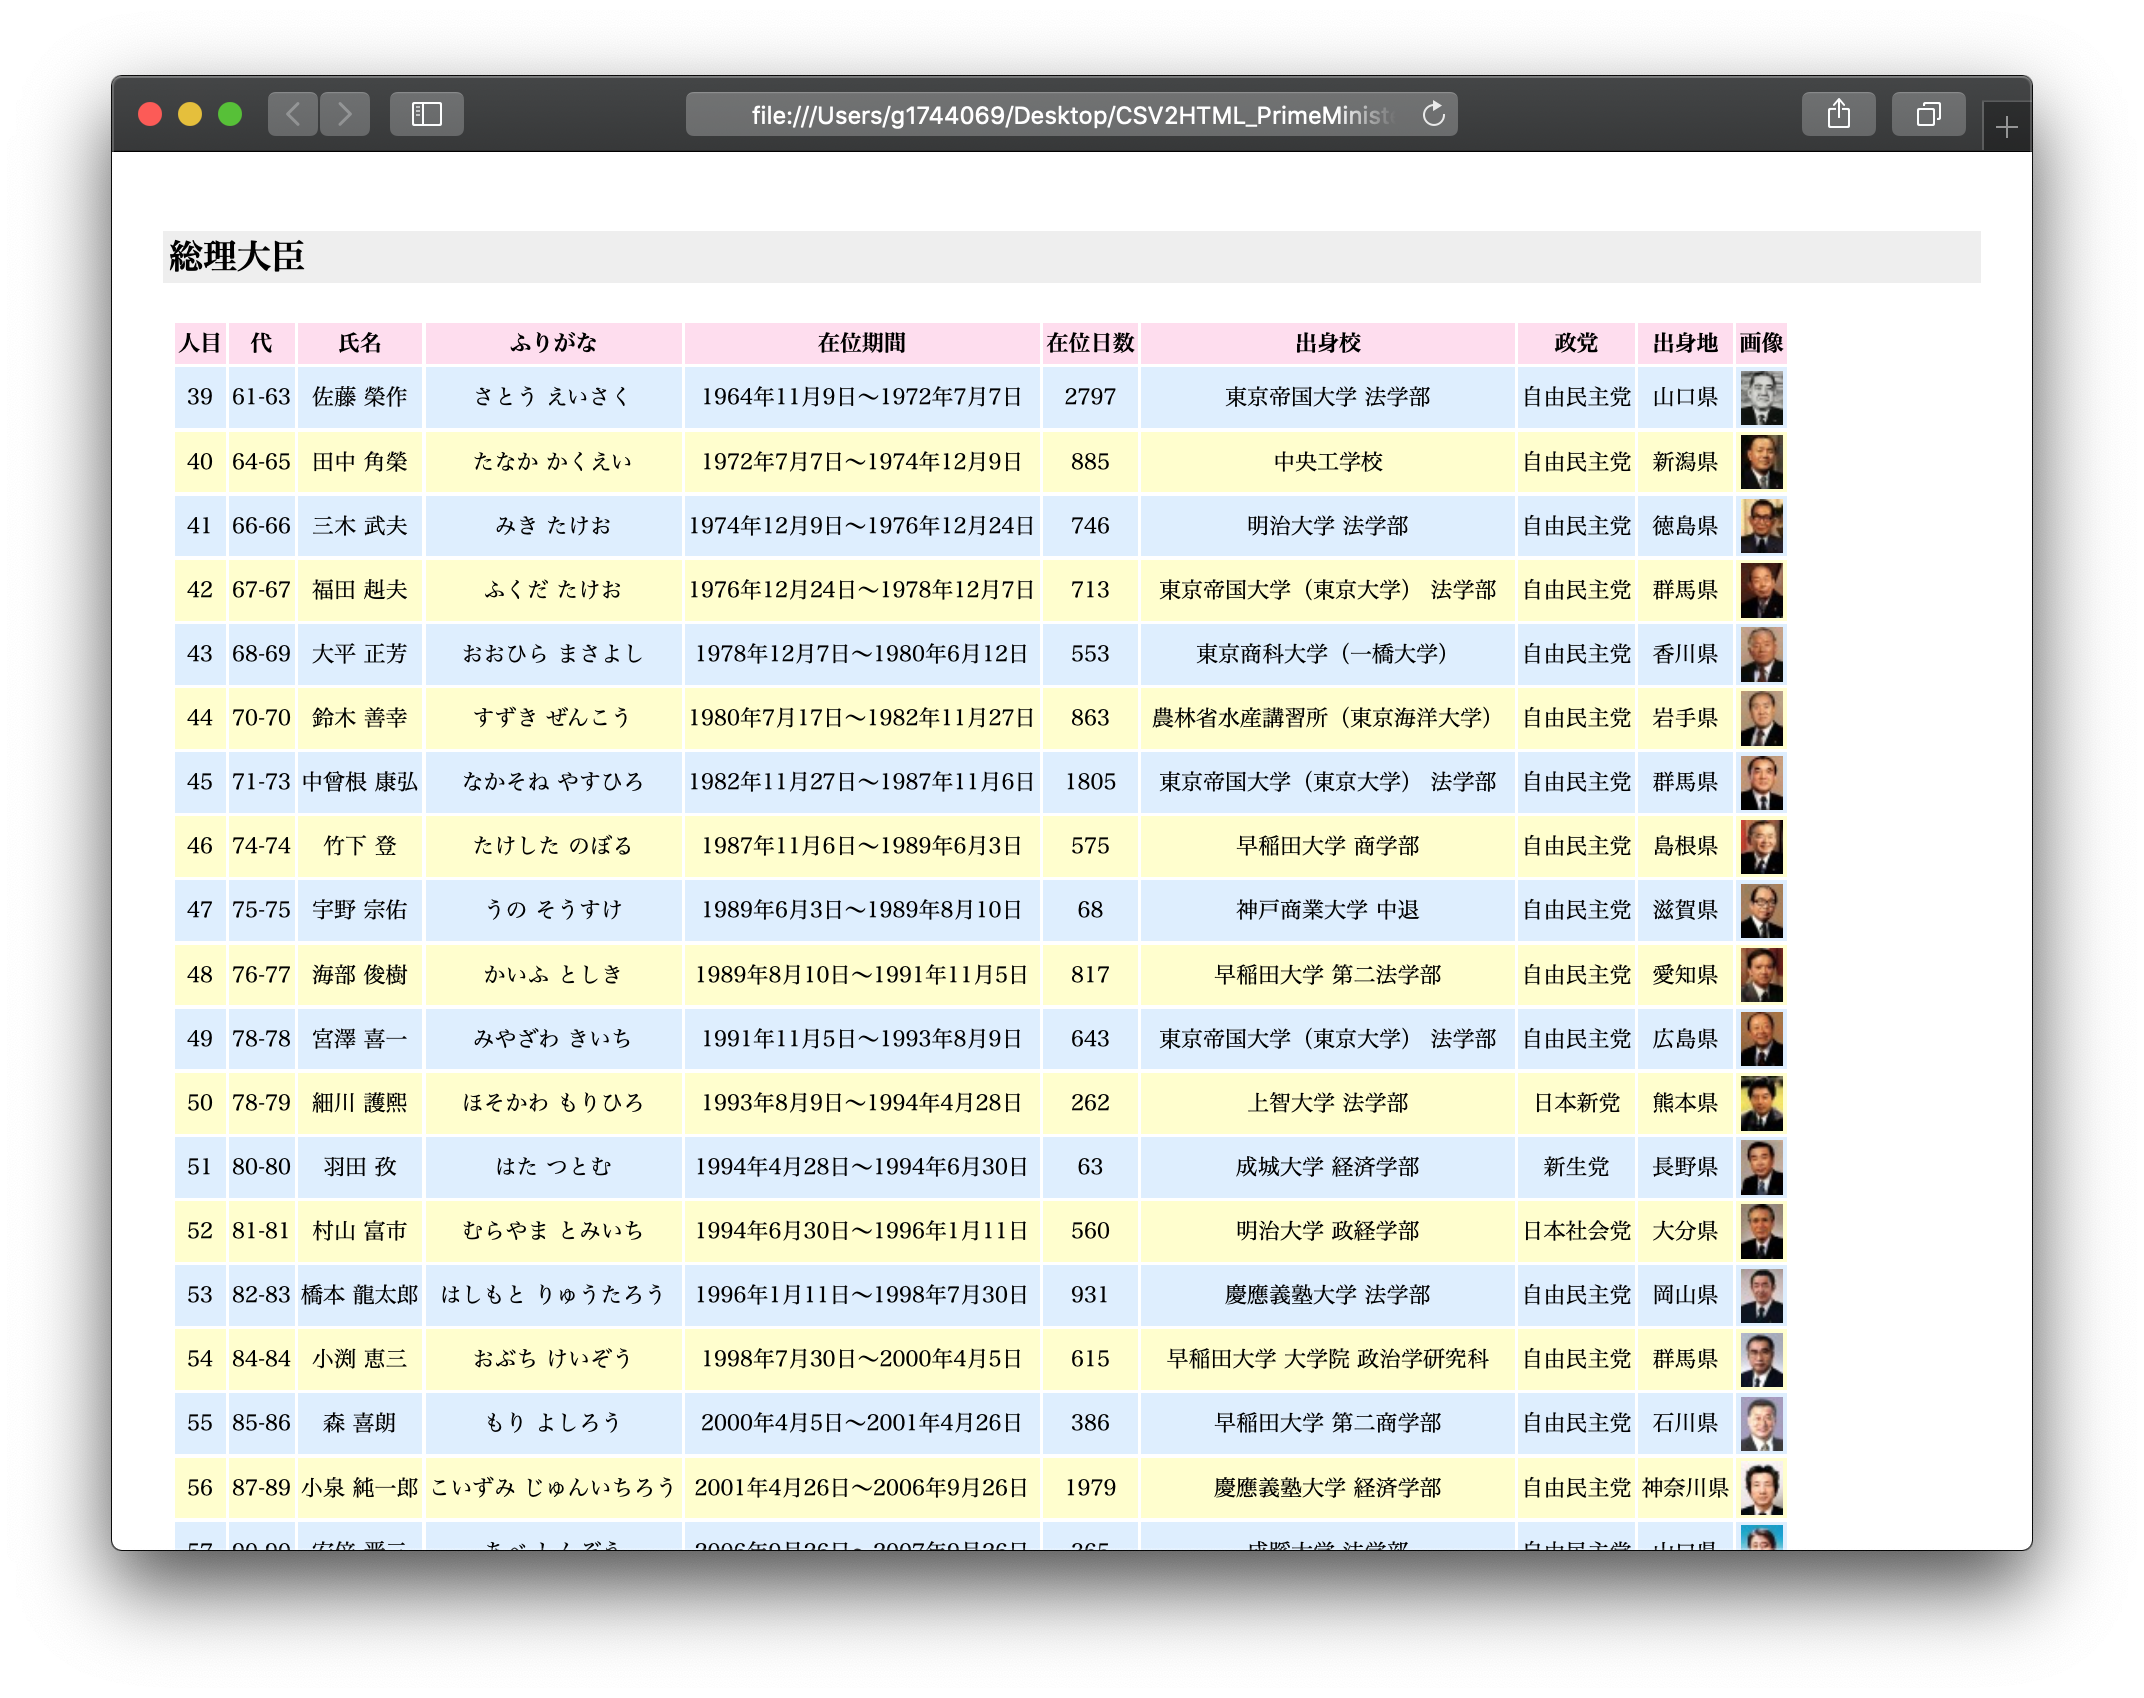 file:///Users/g1744069/Desktop/CSV2HTML_PrimeMinist
総理大臣
人目 代 氏名 ふりがな 在位期間 在位日数 出身校 政党 出身地 画像
39 61-63 佐藤 榮作 さとう えいさく 1964年11月9日〜1972年7月7日 2797 東京帝国大学 法学部 自由民主党 山口県
40 64-65 田中 角榮 たなか かくえい 1972年7月7日〜1974年12月9日 885 中央工学校 自由民主党 新潟県
41 66-66 三木 武夫 みき たけお 1974年12月9日〜1976年12月24日 746 明治大学 法学部 自由民主党 徳島県
42 67-67 福田 赳夫 ふくだ たけお 1976年12月24日〜1978年12月7日 713 東京帝国大学（東京大学） 法学部 自由民主党 群馬県
43 68-69 大平 正芳 おおひら まさよし 1978年12月7日〜1980年6月12日 553 東京商科大学（一橋大学） 自由民主党 香川県
44 70-70 鈴木 善幸 すずき ぜんこう 1980年7月17日〜1982年11月27日 863 農林省水産講習所（東京海洋大学） 自由民主党 岩手県
45 71-73 中曾根 康弘 なかそね やすひろ 1982年11月27日〜1987年11月6日 1805 東京帝国大学（東京大学） 法学部 自由民主党 群馬県
46 74-74 竹下 登 たけした のぼる 1987年11月6日〜1989年6月3日 575 早稲田大学 商学部 自由民主党 島根県
47 75-75 宇野 宗佑 うの そうすけ 1989年6月3日〜1989年8月10日 68 神戸商業大学 中退 自由民主党 滋賀県
48 76-77 海部 俊樹 かいふ としき 1989年8月10日〜1991年11月5日 817 早稲田大学 第二法学部 自由民主党 愛知県
49 78-78 宮澤 喜一 みやざわ きいち 1991年11月5日〜1993年8月9日 643 東京帝国大学（東京大学） 法学部 自由民主党 広島県
50 78-79 細川 護熙 ほそかわ もりひろ 1993年8月9日〜1994年4月28日 262 上智大学 法学部 日本新党 熊本県
51 80-80 羽田 孜 はた つとむ 1994年4月28日〜1994年6月30日 63 成城大学 経済学部 新生党 長野県
52 81-81 村山 富市 むらやま とみいち 1994年6月30日〜1996年1月11日 560 明治大学 政経学部 日本社会党 大分県
53 82-83 橋本 龍太郎 はしもと りゅうたろう 1996年1月11日〜1998年7月30日 931 慶應義塾大学 法学部 自由民主党 岡山県
54 84-84 小渕 恵三 おぶち けいぞう 1998年7月30日〜2000年4月5日 615 早稲田大学 大学院 政治学研究科 自由民主党 群馬県
55 85-86 森 喜朗 もり よしろう 2000年4月5日〜2001年4月26日 386 早稲田大学 第二商学部 自由民主党 石川県
56 87-89 小泉 純一郎 こいずみ じゅんいちろう 2001年4月26日〜2006年9月26日 1979 慶應義塾大学 経済学部 自由民主党 神奈川県